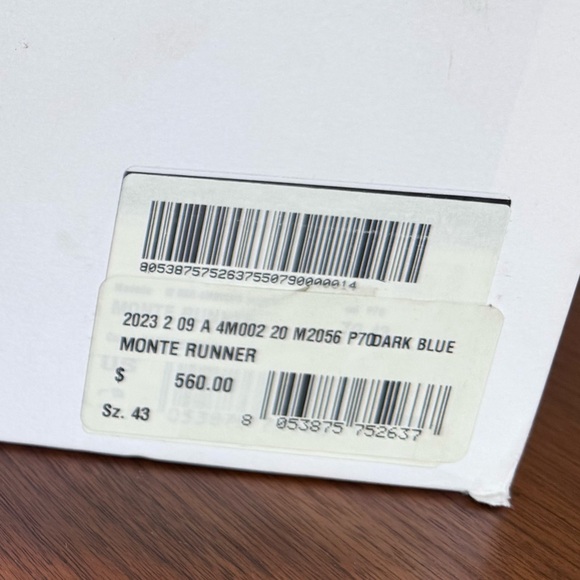 8053875752637550790000014
2023 2 09 A 4M002 20 M2056 P70DARK BLUE
MONTE RUNNER
$ 560.00
Sz. 43
8 053875 752637